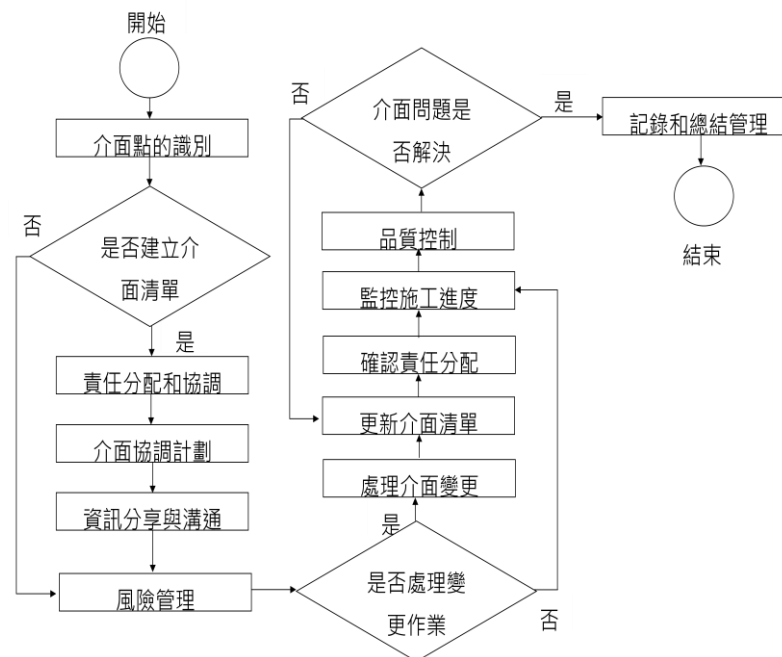 開始
介面點的識別
否
是否建立介
面清單
是
責任分配和協調
介面協調計劃
資訊分享與溝通
風險管理
是否處理變
更作業
否
是
處理介面變更
更新介面清單
確認責任分配
監控施工進度
品質控制
介面問題是
否解決
否
是
記錄和總結管理
結束